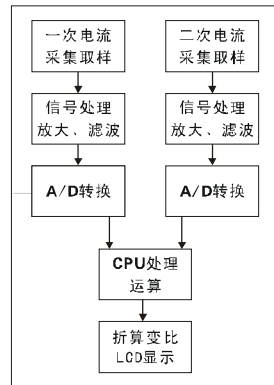 一次电流
采集取样
二次电流
采集取样
信号处理
放大、滤波
信号处理
放大、滤波
A/D转换
A/D转换
CPU处理
运算
折算变比
LCD显示